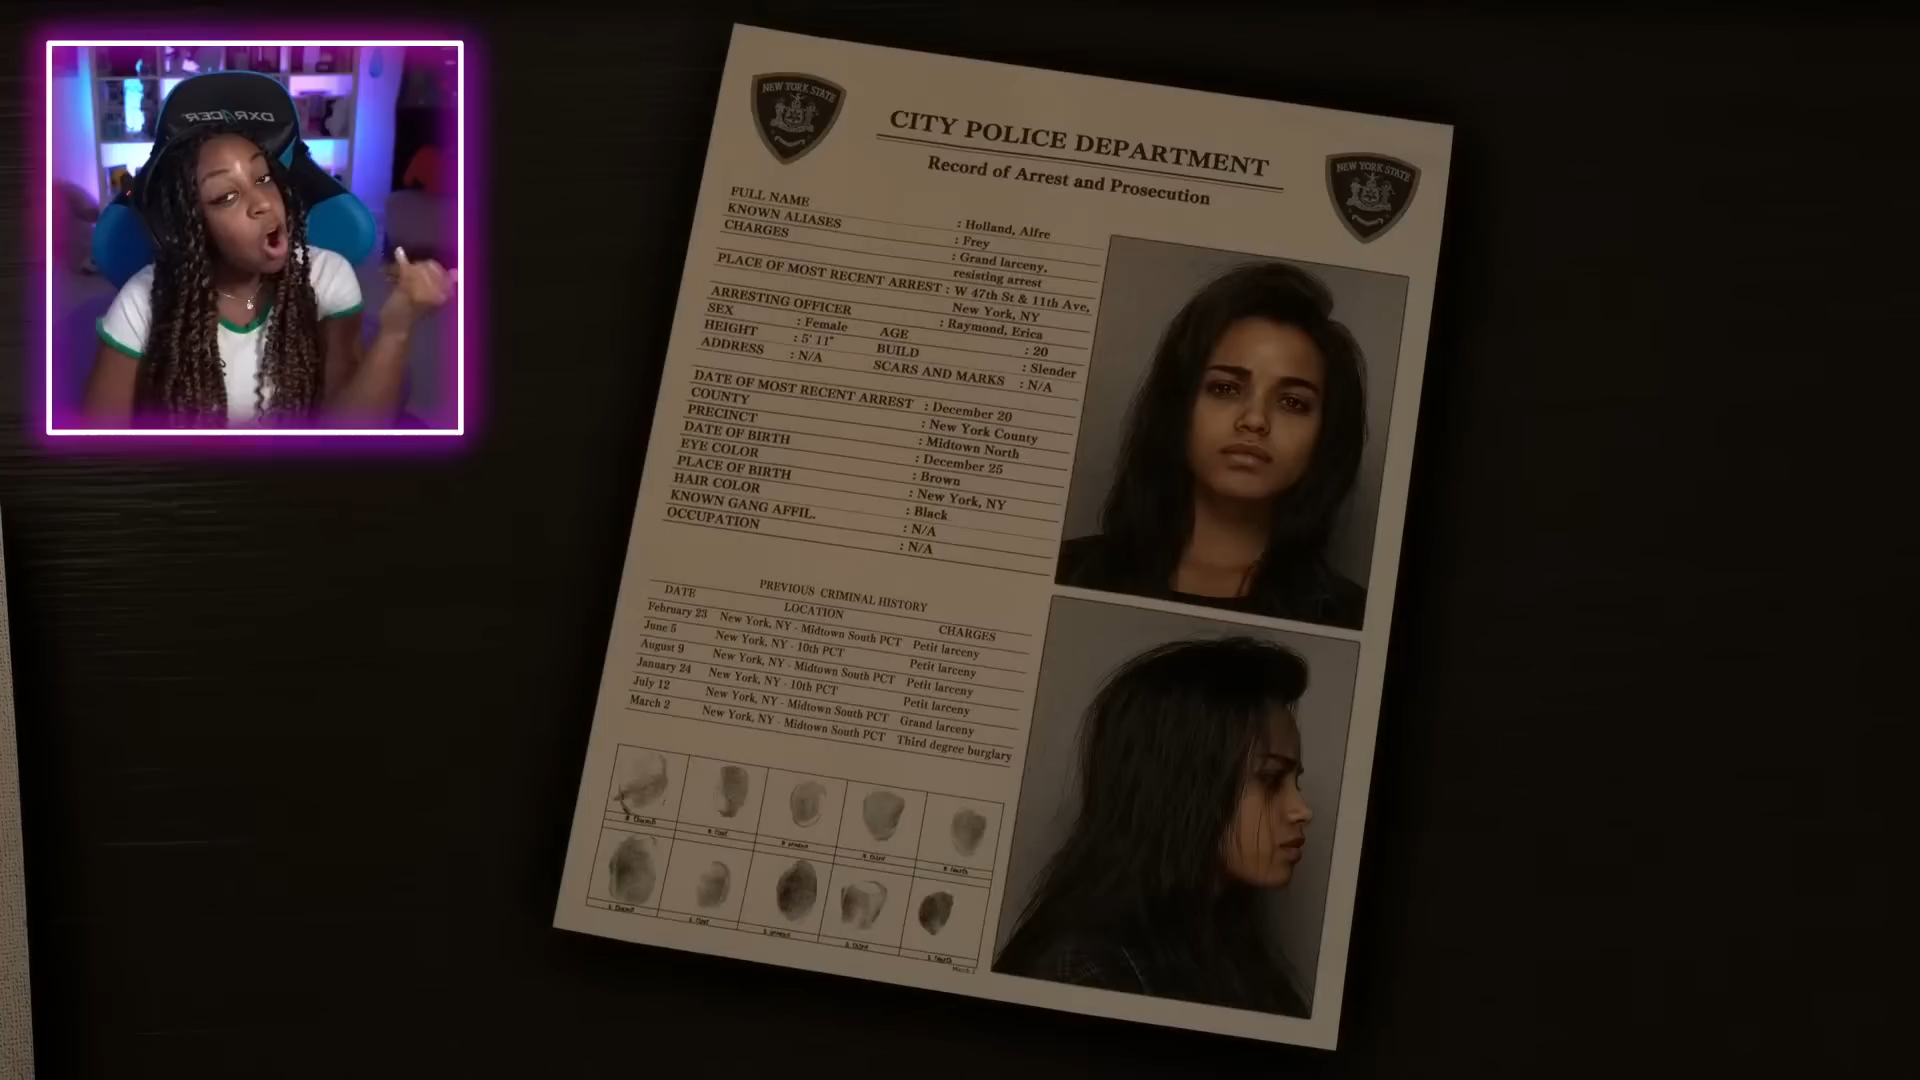 DXRACER
NEW YORK STATE
CITY POLICE DEPARTMENT
Record of Arrest and Prosecution
NEW YORK STATE
FULL NAME : Holland, Alfre
KNOWN ALIASES : Frey
CHARGES : Grand larceny,
resisting arrest
PLACE OF MOST RECENT ARREST : W 47th St & 11th Ave,
New York, NY
ARRESTING OFFICER : Raymond, Erica
SEX : Female AGE : 20
HEIGHT : 5' 11" BUILD : Slender
ADDRESS : N/A SCARS AND MARKS : N/A
DATE OF MOST RECENT ARREST : December 20
COUNTY : New York County
PRECINCT : Midtown North
DATE OF BIRTH : December 25
EYE COLOR : Brown
PLACE OF BIRTH : New York, NY
HAIR COLOR : Black
KNOWN GANG AFFIL. : N/A
OCCUPATION : N/A
PREVIOUS CRIMINAL HISTORY
DATE LOCATION CHARGES
February 23 New York, NY - Midtown South PCT Petit larceny
June 5 New York, NY - 10th PCT Petit larceny
August 9 New York, NY - Midtown South PCT Petit larceny
January 24 New York, NY - 10th PCT Petit larceny
July 12 New York, NY - Midtown South PCT Grand larceny
March 2 New York, NY - Midtown South PCT Third degree burglary